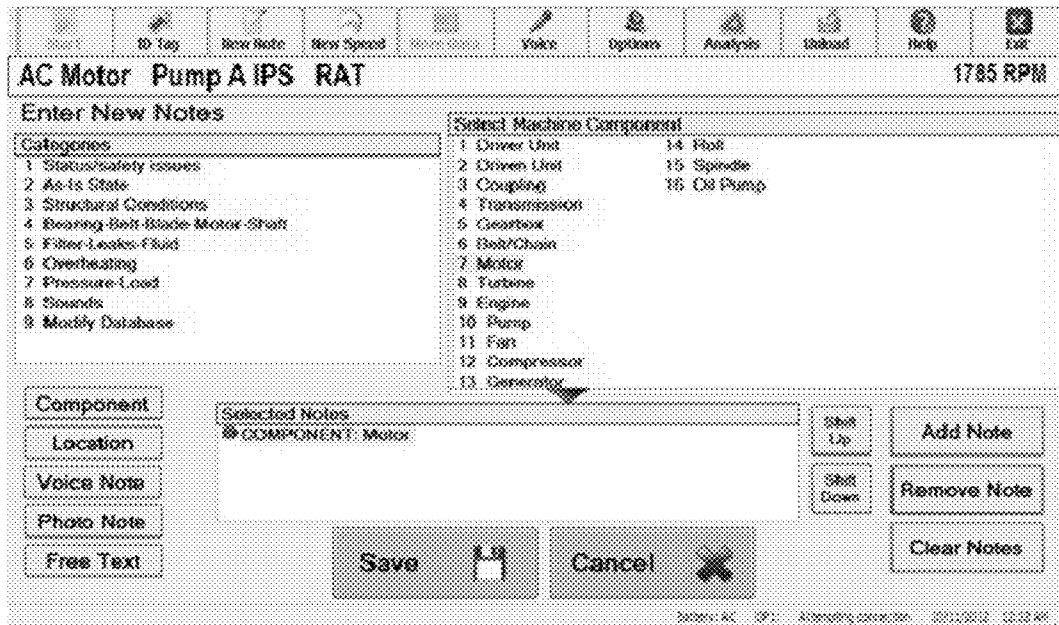 ID Tag New Note New Speed Voice Options Analysis Unload Help Exit
AC Motor Pump A IPS RAT 1785 RPM
Enter New Notes
Select Machine Component
Categories
1 Status/safety issues
2 As-Is State
3 Structural Conditions
4 Bearing-Belt-Blade-Motor-Shaft
5 Filter-Leaks-Fluid
6 Overheating
7 Pressure-Load
8 Sounds
9 Modify Database
1 Driver Unit
2 Driven Unit
3 Coupling
4 Transmission
5 Gearbox
6 Belt/Chain
7 Motor
8 Turbine
9 Engine
10 Pump
11 Fan
12 Compressor
13 Generator
14 Roll
15 Spindle
16 Oil Pump
Component
Location
Voice Note
Photo Note
Free Text
Selected Notes
COMPONENT: Motor
Shift
Up
Shift
Down
Add Note
Remove Note
Clear Notes
Save
Cancel